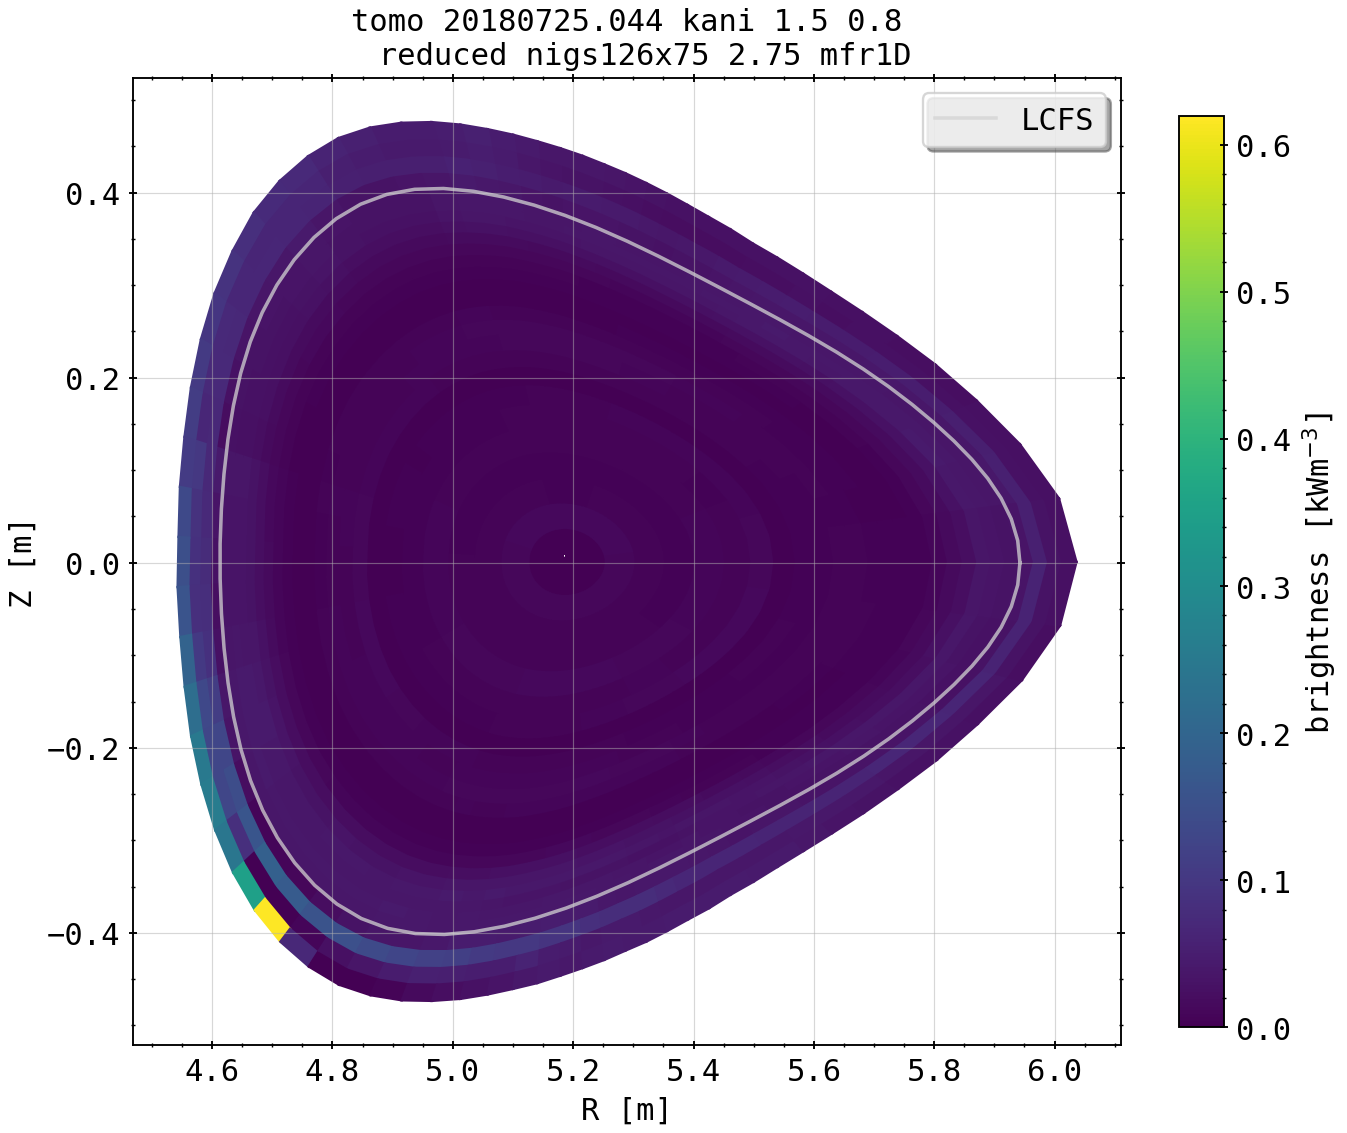 tomo 20180725.044 kani 1.5 0.8
reduced nigs126x75 2.75 mfr1D
LCFS
0.4
0.2
0.0
−0.2
−0.4
Z [m]
4.6 4.8 5.0 5.2 5.4 5.6 5.8 6.0
R [m]
0.6
0.5
0.4
0.3
0.2
0.1
0.0
brightness [kWm⁻³]